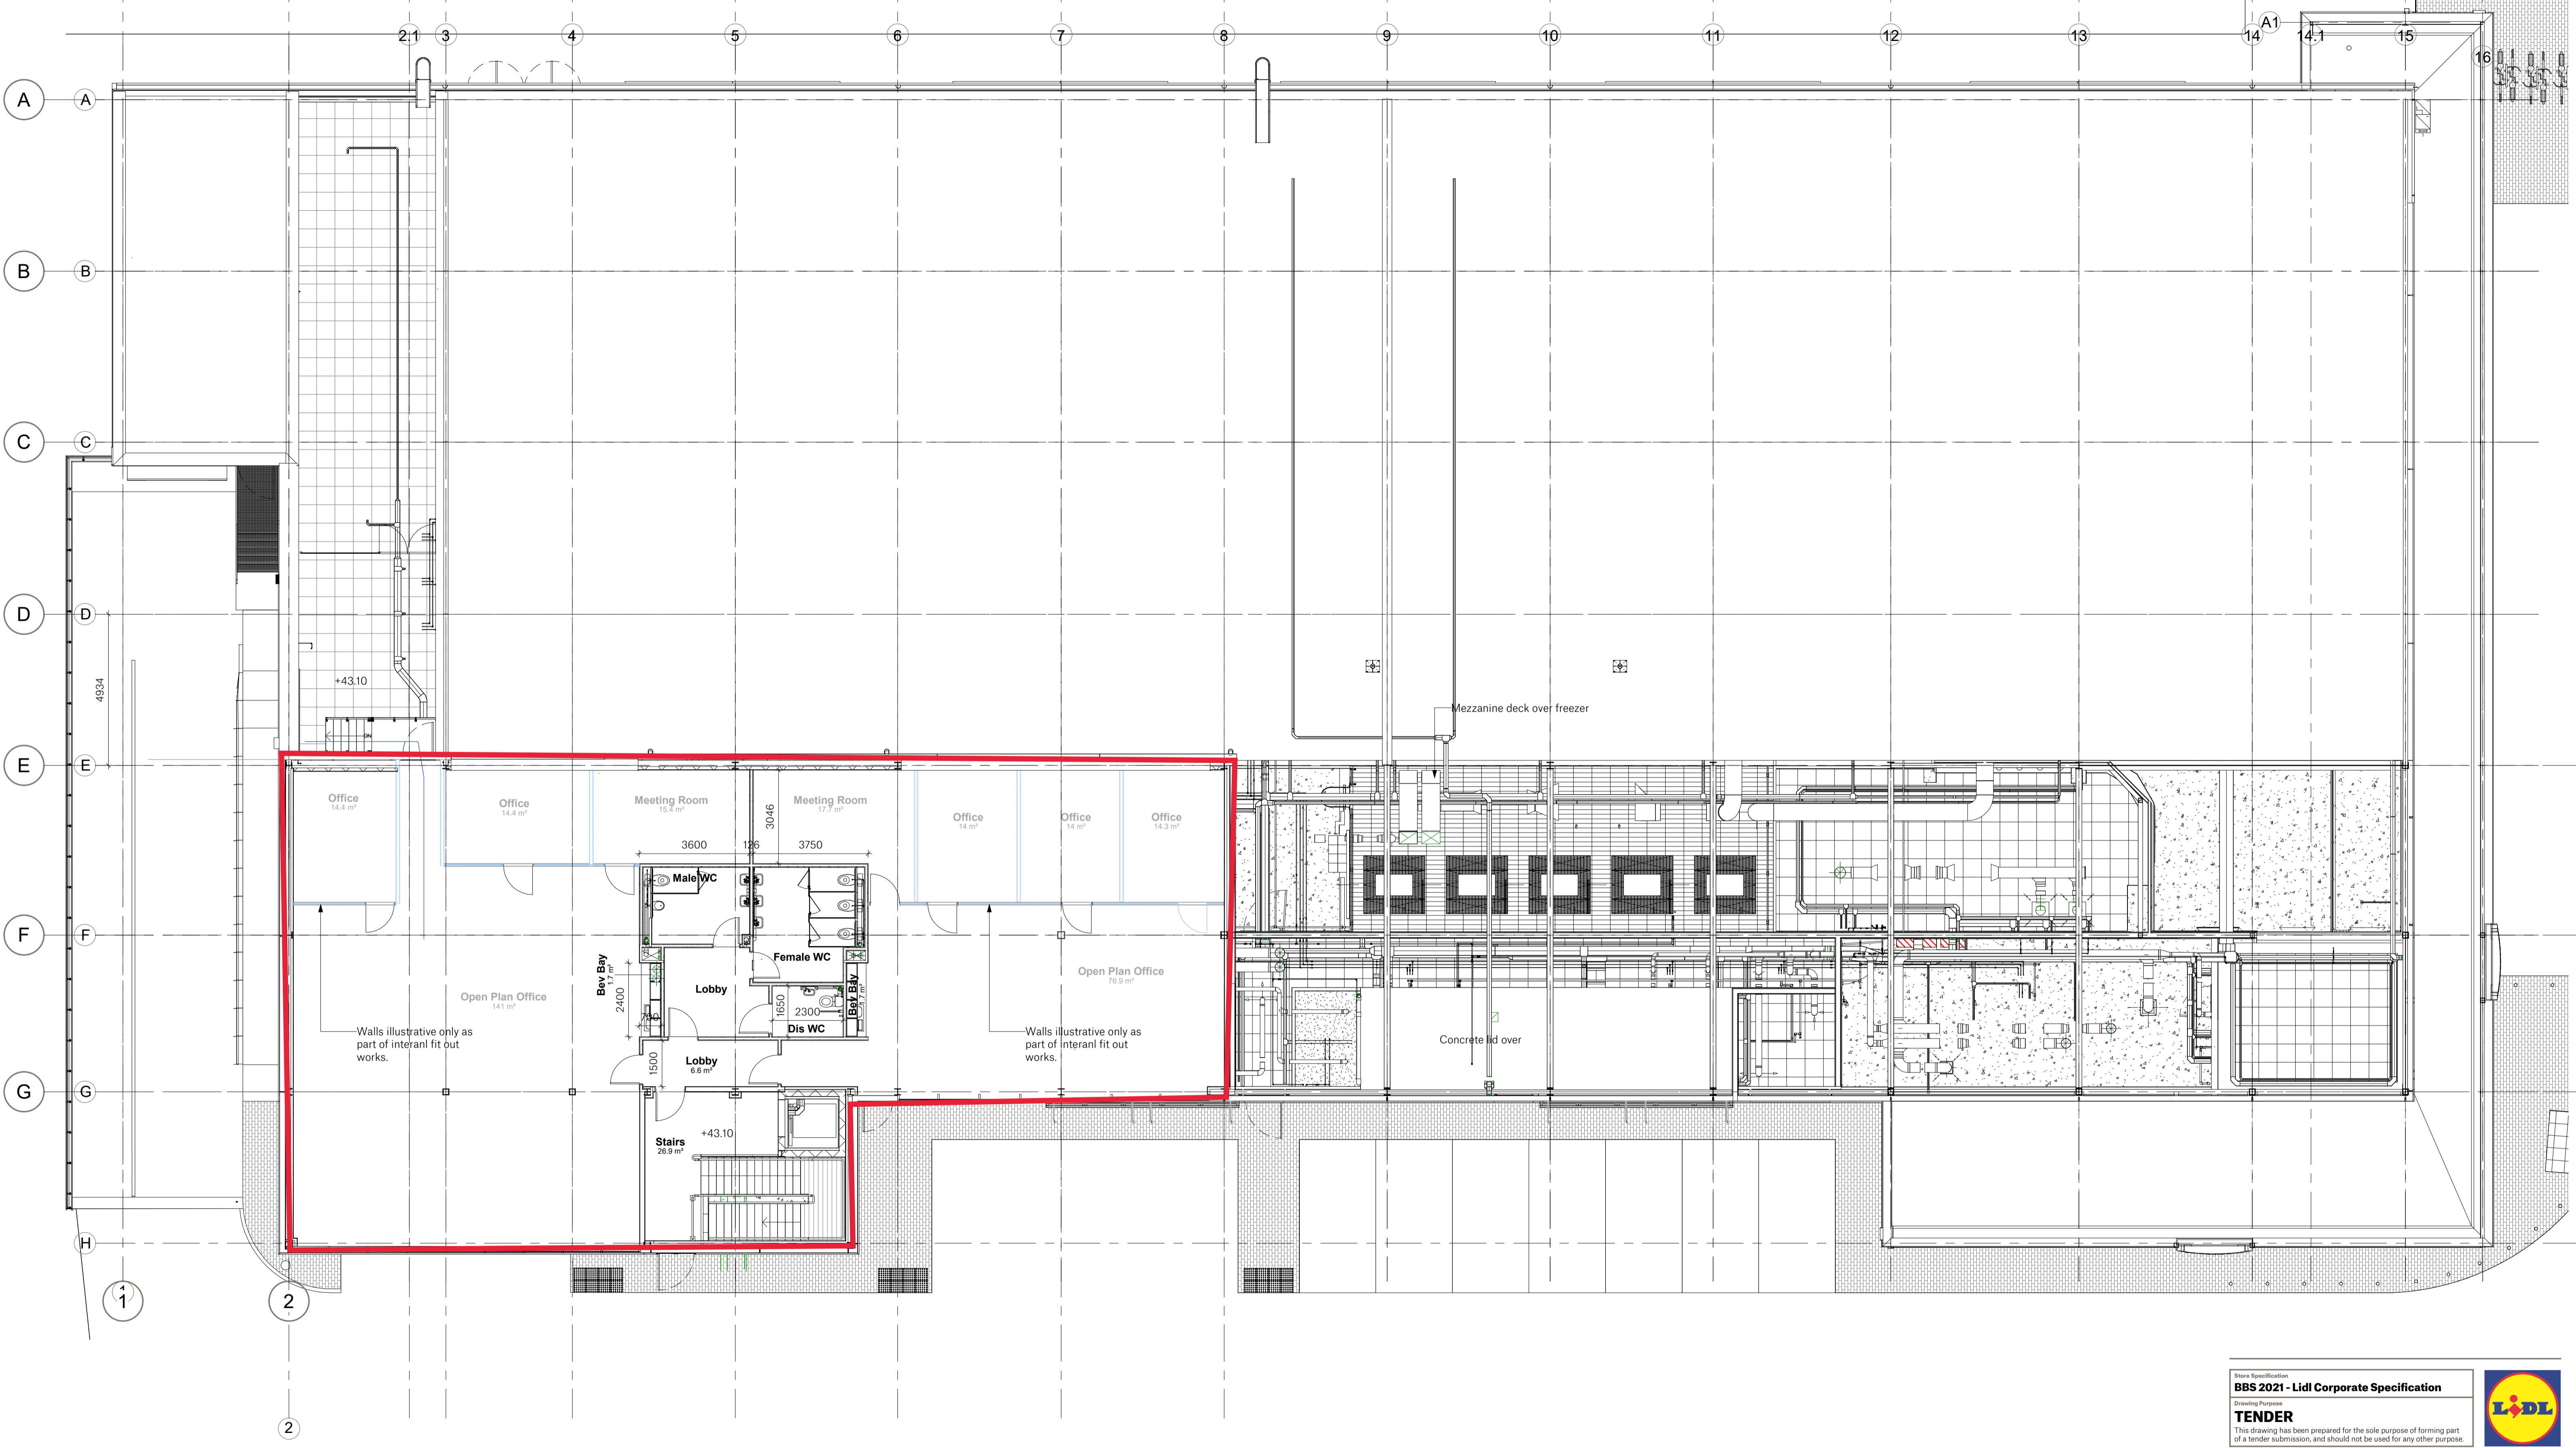 2.1 3 4 5 6 7 8 9 10 11 12 13 14 A1 14.1 15
16
A A
B B
C C
D D
4934
+43.10
DN
Mezzanine deck over freezer
E E
Office
14.4 m²
Office
14.4 m²
Meeting Room
15.4 m²
3046
Meeting Room
17.7 m²
Office
14 m²
Office
14 m²
Office
14.3 m²
3600 126 3750
Male WC
F F
Female WC
Bev Bay
1.7 m²
2400
Lobby
Open Plan Office
141 m²
Open Plan Office
76.9 m²
Bev Bay
1.7 m²
1650
2300
700
Dis WC
Walls illustrative only as
part of interanl fit out
works.
Walls illustrative only as
part of interanl fit out
works.
Concrete lid over
Lobby
6.6 m²
1500
G G
+43.10
Stairs
26.9 m²
H
1
1
2
2
Store Specification
BBS 2021 - Lidl Corporate Specification
Drawing Purpose
TENDER
This drawing has been prepared for the sole purpose of forming part
of a tender submission, and should not be used for any other purpose.
LiDL